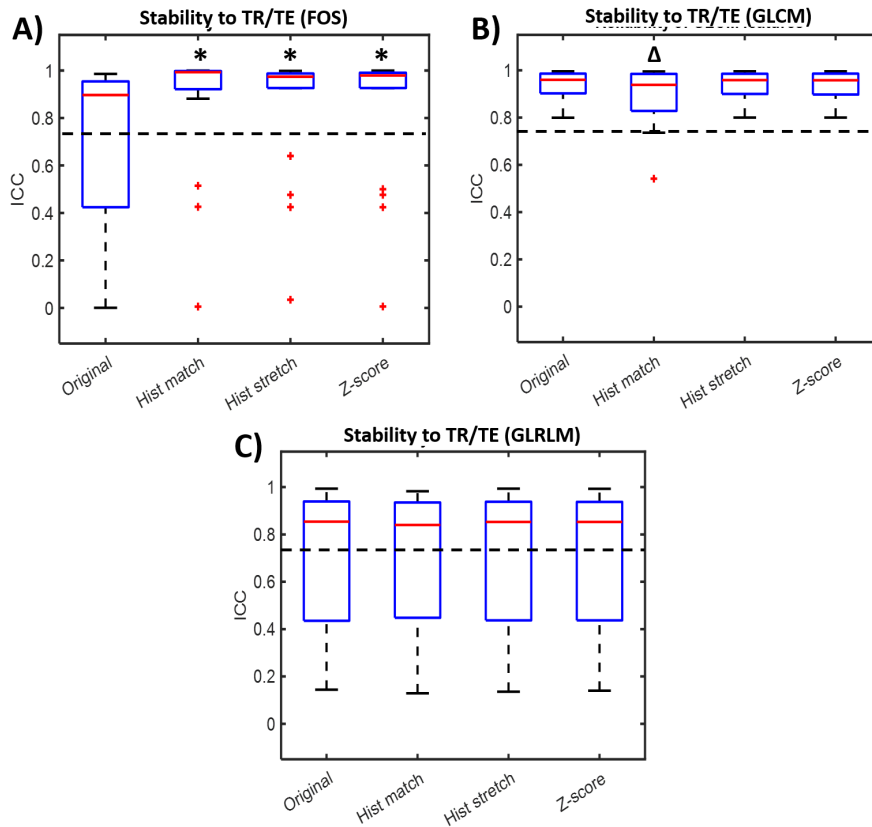 A)
Stability to TR/TE (FOS)
* * *
1
0.8
0.6
0.4
0.2
0
ICC
Original
Hist match
Hist stretch
Z-score
B)
Stability to TR/TE (GLCM)
Δ
1
0.8
0.6
0.4
0.2
0
ICC
Original
Hist match
Hist stretch
Z-score
C)
Stability to TR/TE (GLRLM)
1
0.8
0.6
0.4
0.2
0
ICC
Original
Hist match
Hist stretch
Z-score